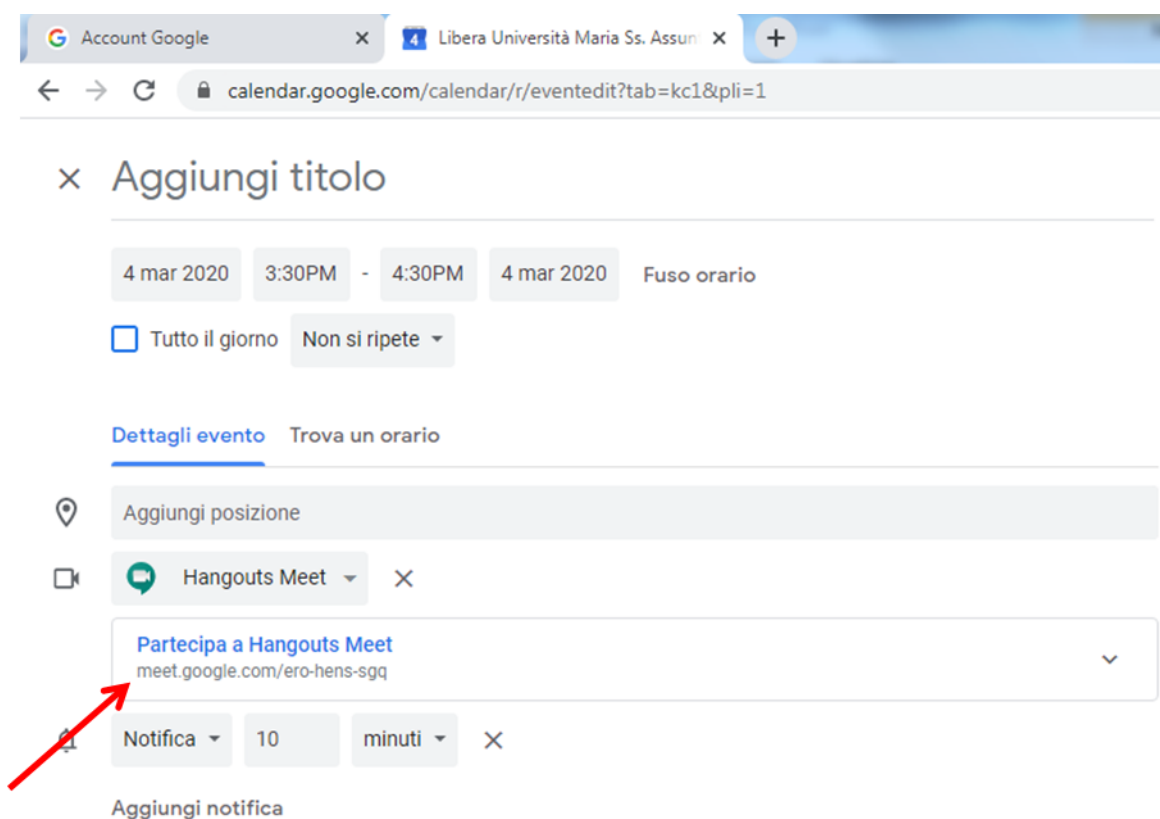 Account Google
4 Libera Università Maria Ss. Assun
calendar.google.com/calendar/r/eventedit?tab=kc1&pli=1
Aggiungi titolo
4 mar 2020 3:30PM - 4:30PM 4 mar 2020 Fuso orario
Tutto il giorno Non si ripete
Dettagli evento Trova un orario
Aggiungi posizione
Hangouts Meet
Partecipa a Hangouts Meet
meet.google.com/ero-hens-sgq
Notifica 10 minuti
Aggiungi notifica